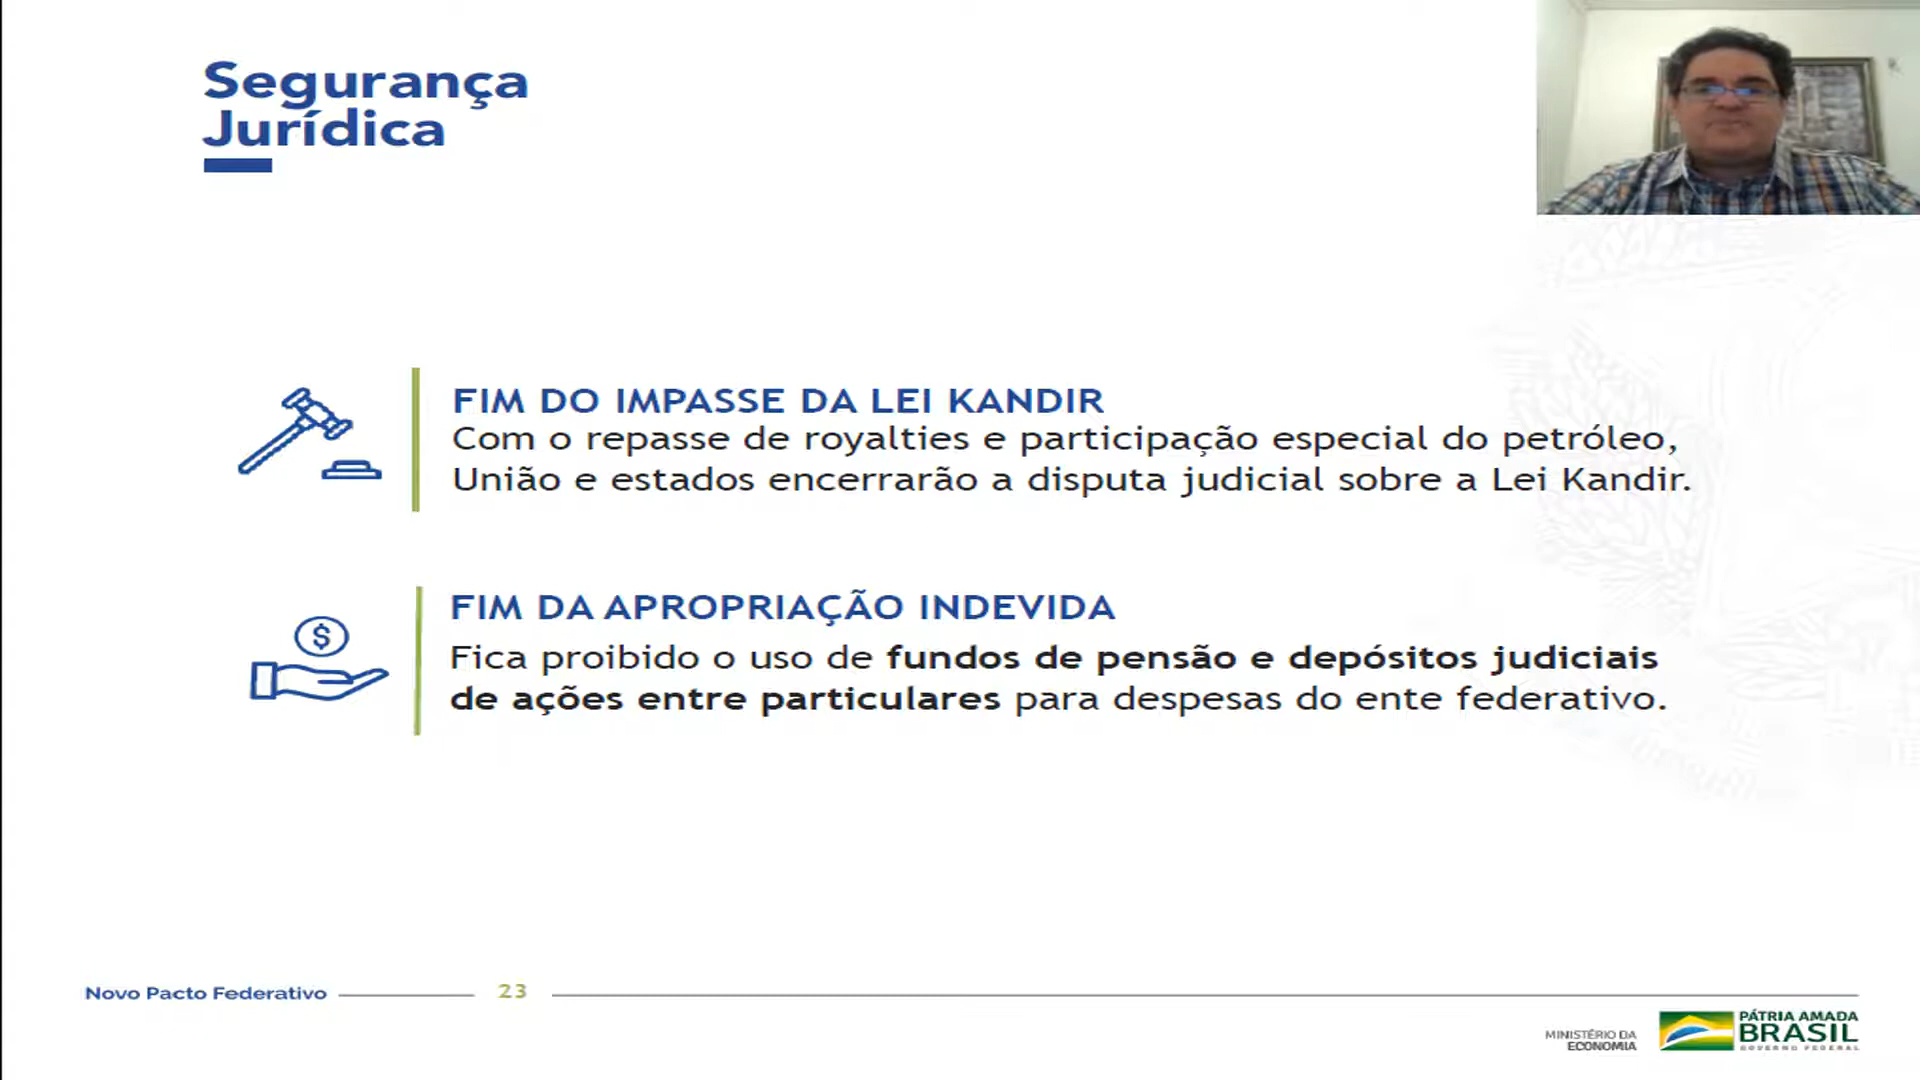 Segurança
Jurídica
FIM DO IMPASSE DA LEI KANDIR
Com o repasse de royalties e participação especial do petróleo,
União e estados encerrarão a disputa judicial sobre a Lei Kandir.
$
FIM DA APROPRIAÇÃO INDEVIDA
Fica proibido o uso de fundos de pensão e depósitos judiciais
de ações entre particulares para despesas do ente federativo.
Novo Pacto Federativo
23
MINISTÉRIO DA
ECONOMIA
PÁTRIA AMADA
BRASIL
GOVERNO FEDERAL